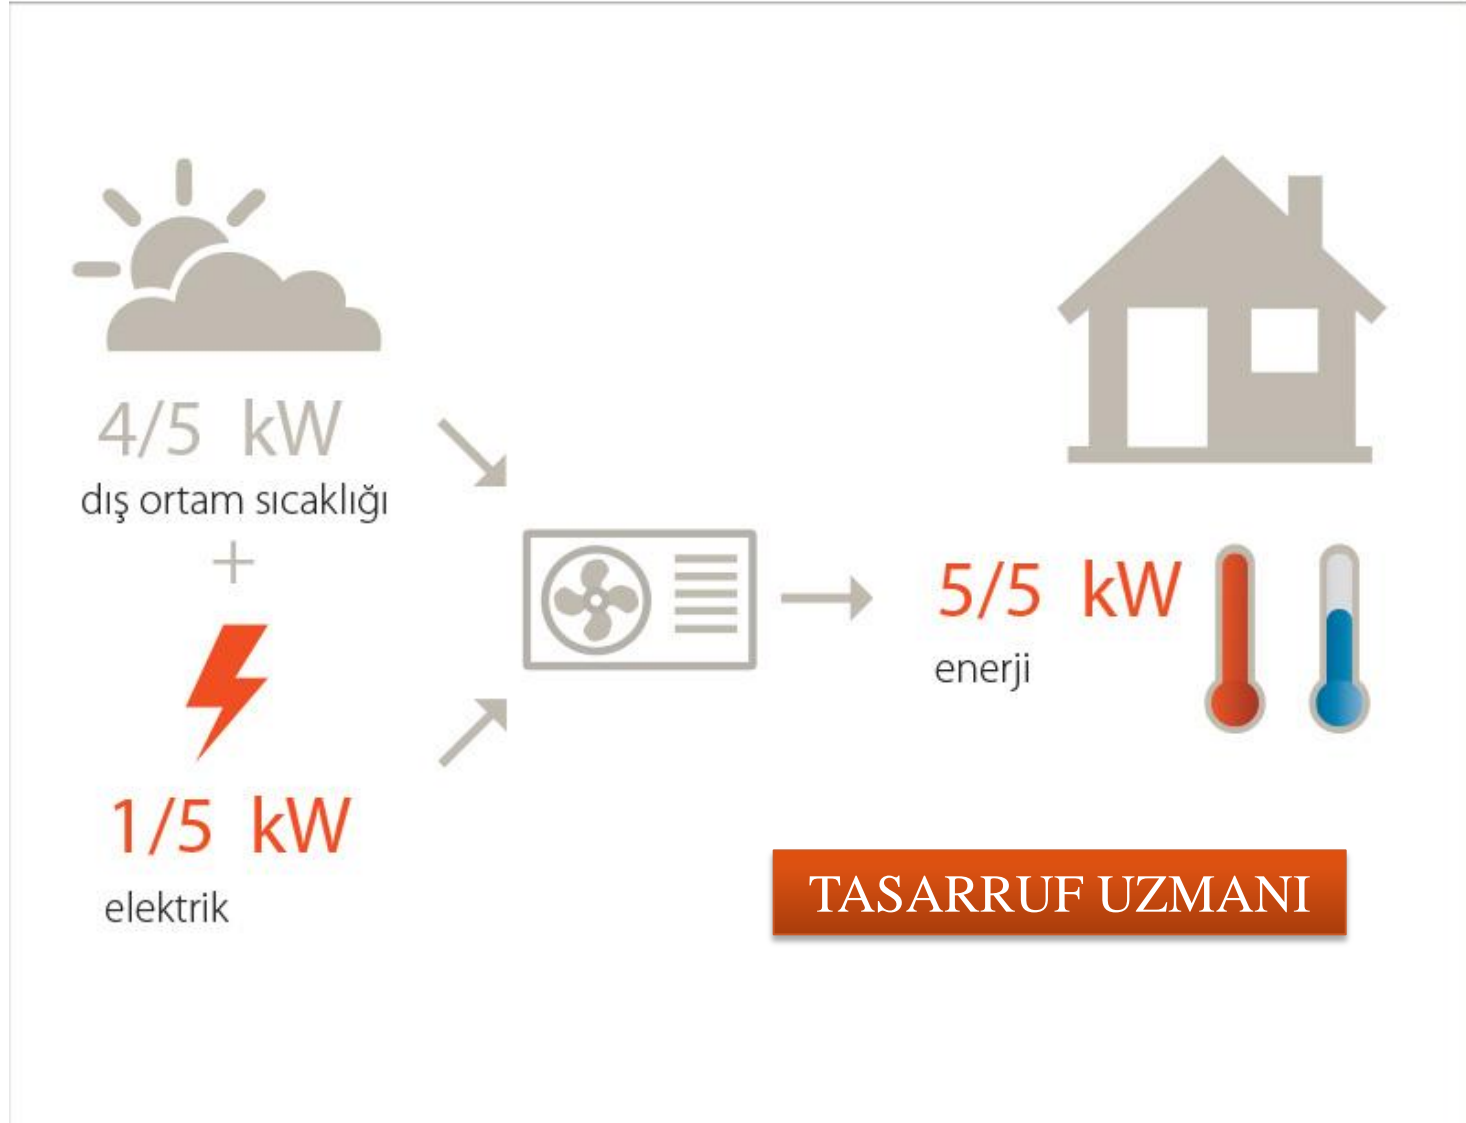 4/5 kW
dış ortam sıcaklığı
+
1/5 kW
elektrik
5/5 kW
enerji
TASARRUF UZMANI